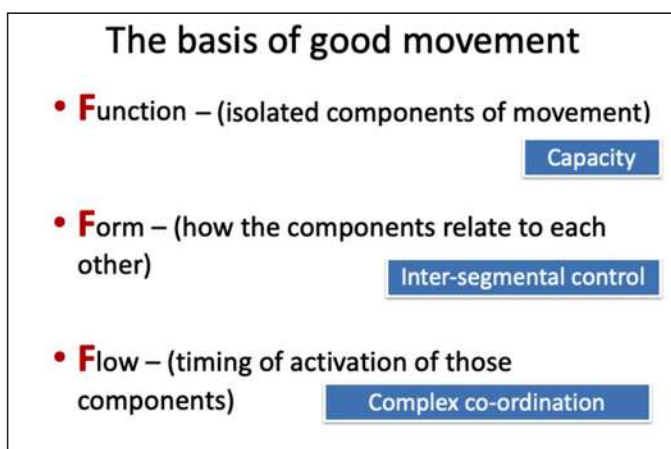 The basis of good movement
• Function – (isolated components of movement)
Capacity
• Form – (how the components relate to each
other)
Inter-segmental control
• Flow – (timing of activation of those
components)
Complex co-ordination